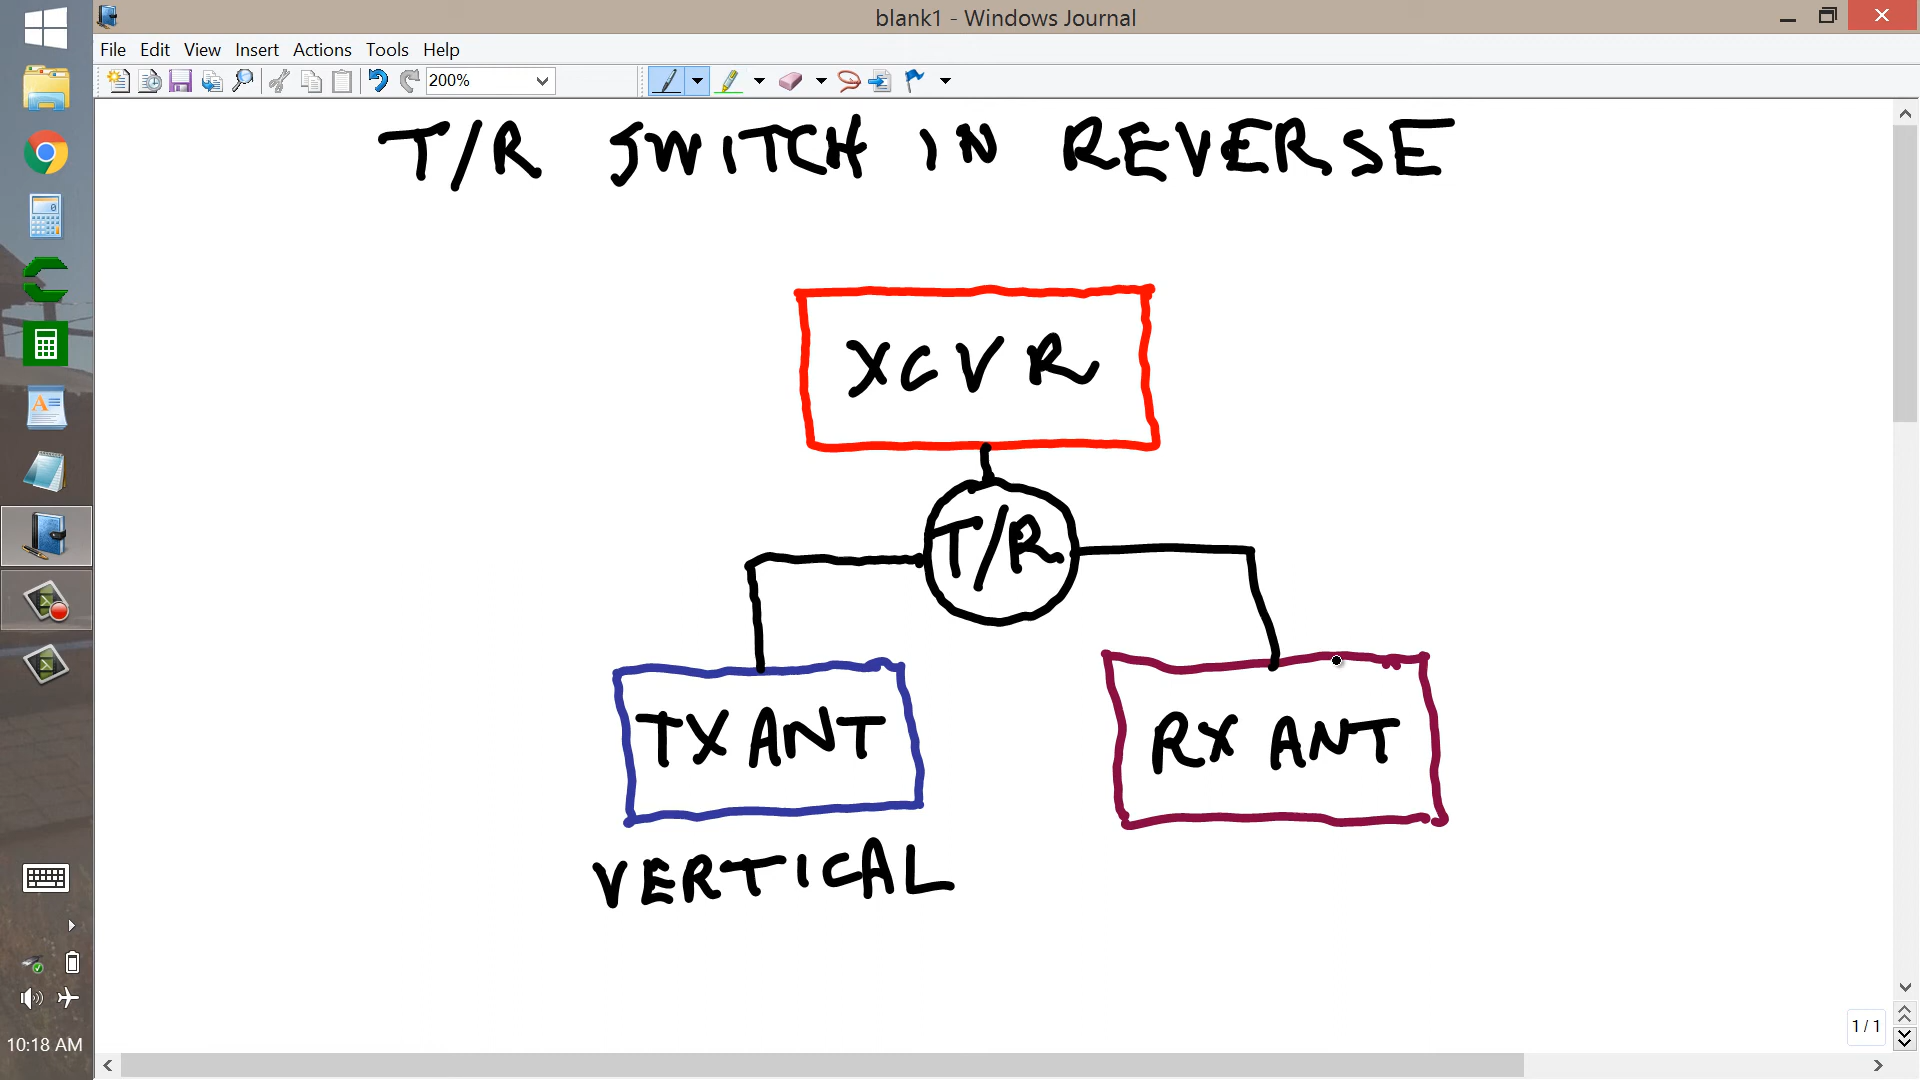 blank1 - Windows Journal
File Edit View Insert Actions Tools Help
200%
T/R SWITCH IN REVERSE
XCVR
T/R
TX ANT
RX ANT
VERTICAL
1 / 1
10:18 AM